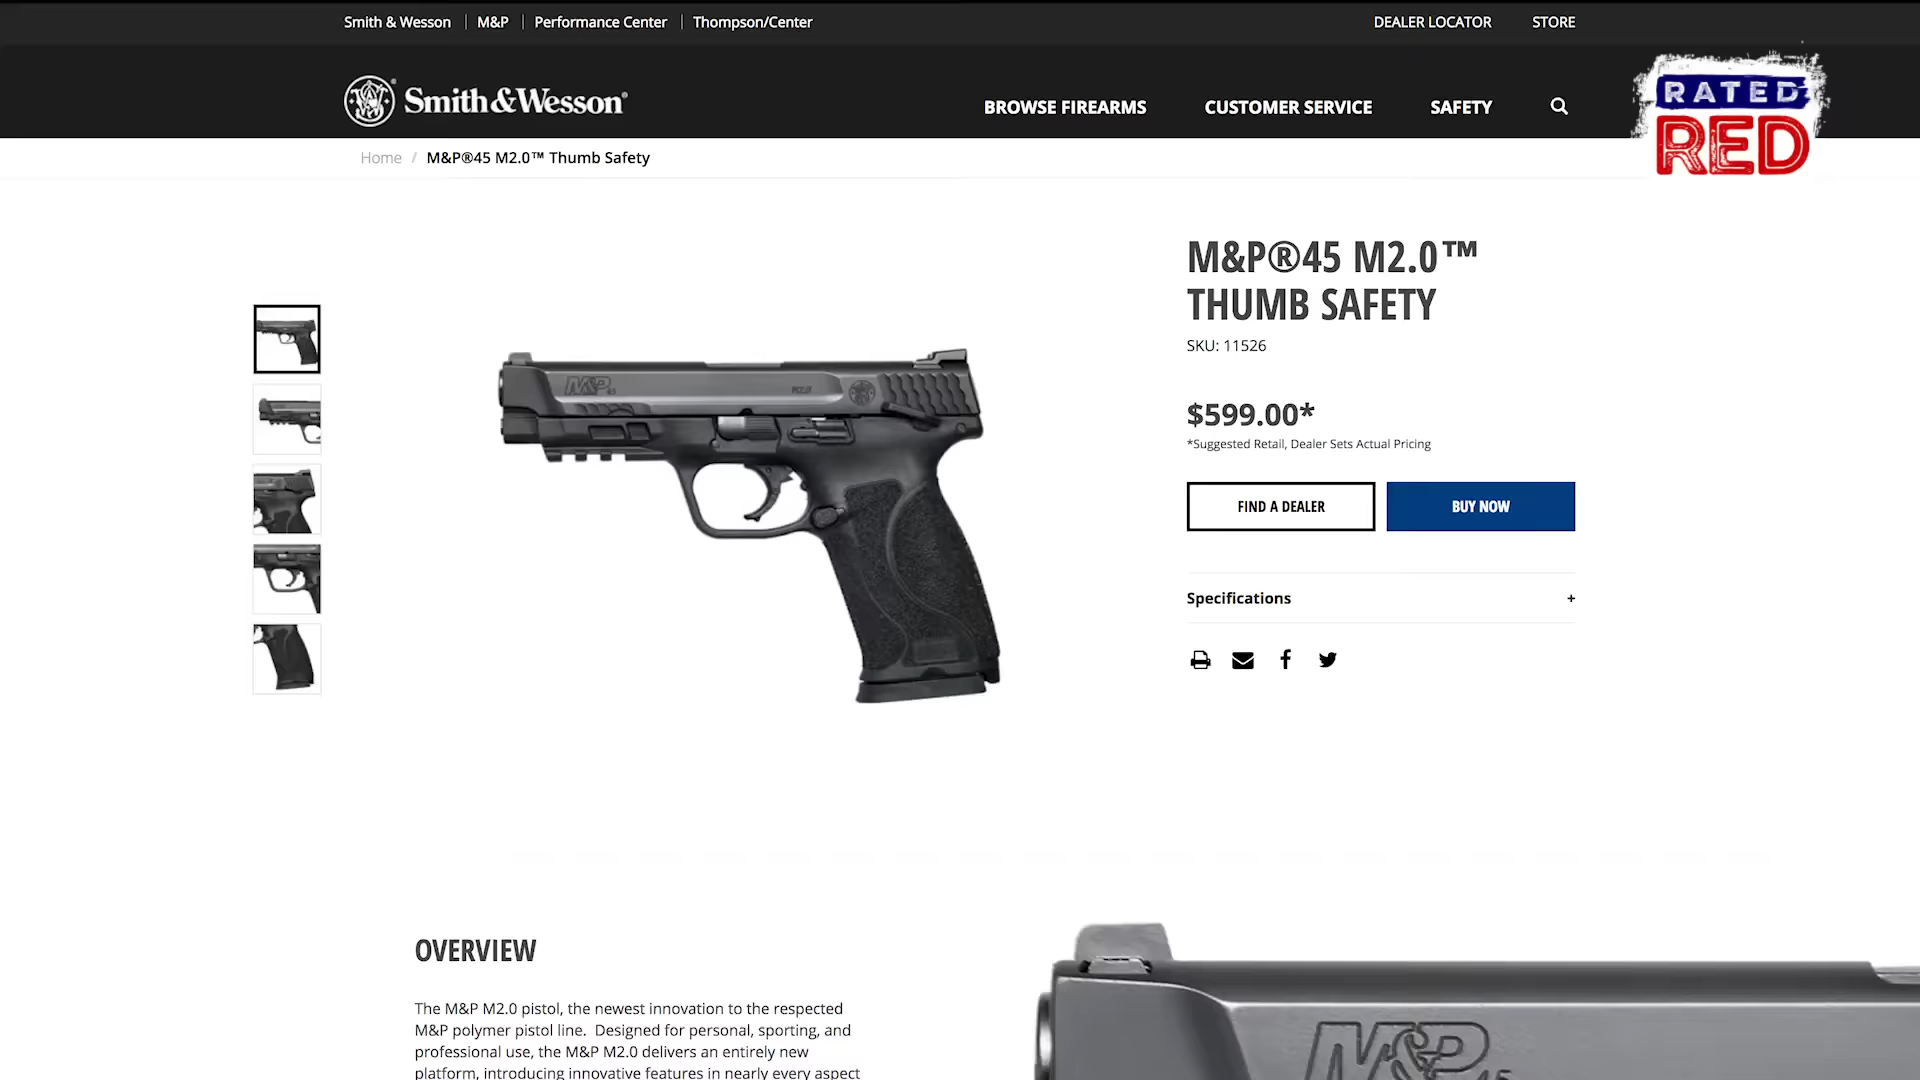 Smith & Wesson
M&P
Performance Center
Thompson/Center
DEALER LOCATOR
STORE
Smith&Wesson®
BROWSE FIREARMS
CUSTOMER SERVICE
SAFETY
RATED
RED
Home / M&P®45 M2.0™ Thumb Safety
M&P®45 M2.0™
THUMB SAFETY
SKU: 11526
$599.00*
*Suggested Retail, Dealer Sets Actual Pricing
FIND A DEALER
BUY NOW
Specifications +
M&P 45
OVERVIEW
The M&P M2.0 pistol, the newest innovation to the respected
M&P polymer pistol line. Designed for personal, sporting, and
professional use, the M&P M2.0 delivers an entirely new
platform, introducing innovative features in nearly every aspect
M&P